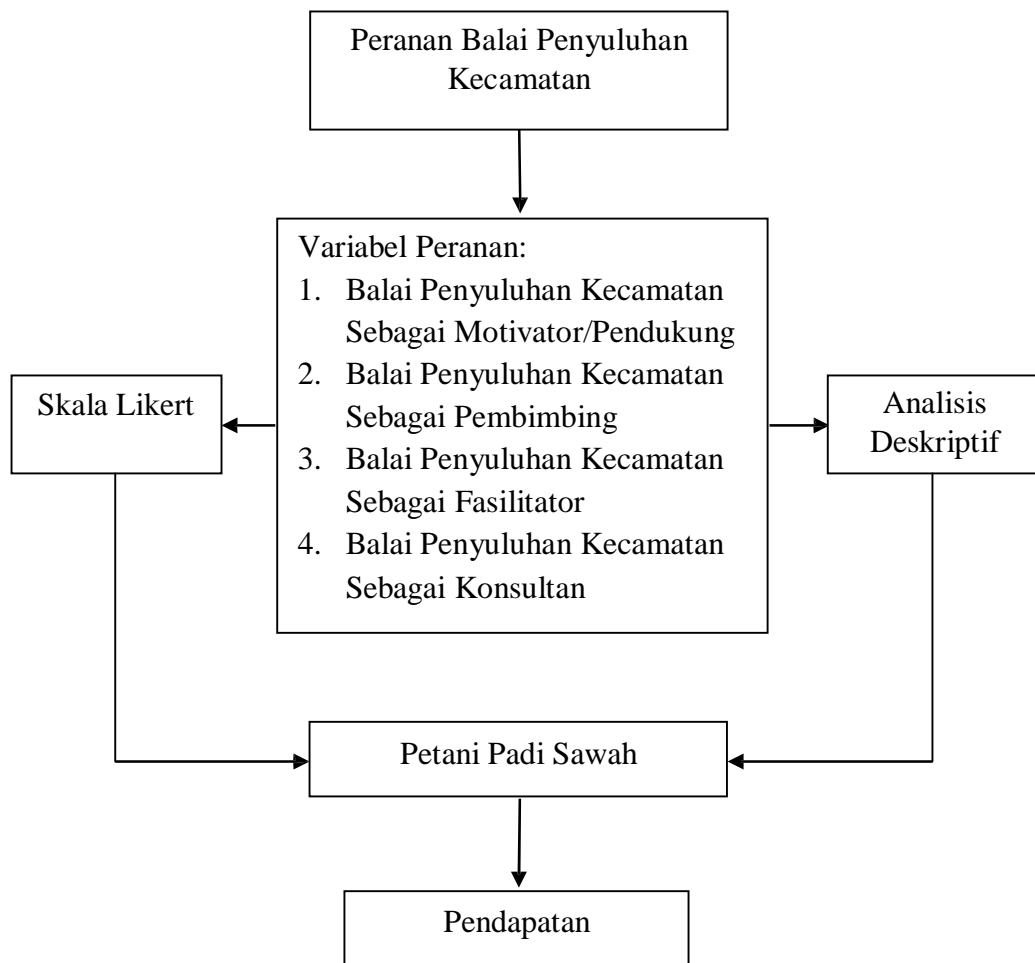 Peranan Balai Penyuluhan
Kecamatan
Variabel Peranan:
1. Balai Penyuluhan Kecamatan
Sebagai Motivator/Pendukung
2. Balai Penyuluhan Kecamatan
Sebagai Pembimbing
3. Balai Penyuluhan Kecamatan
Sebagai Fasilitator
4. Balai Penyuluhan Kecamatan
Sebagai Konsultan
Skala Likert
Analisis
Deskriptif
Petani Padi Sawah
Pendapatan